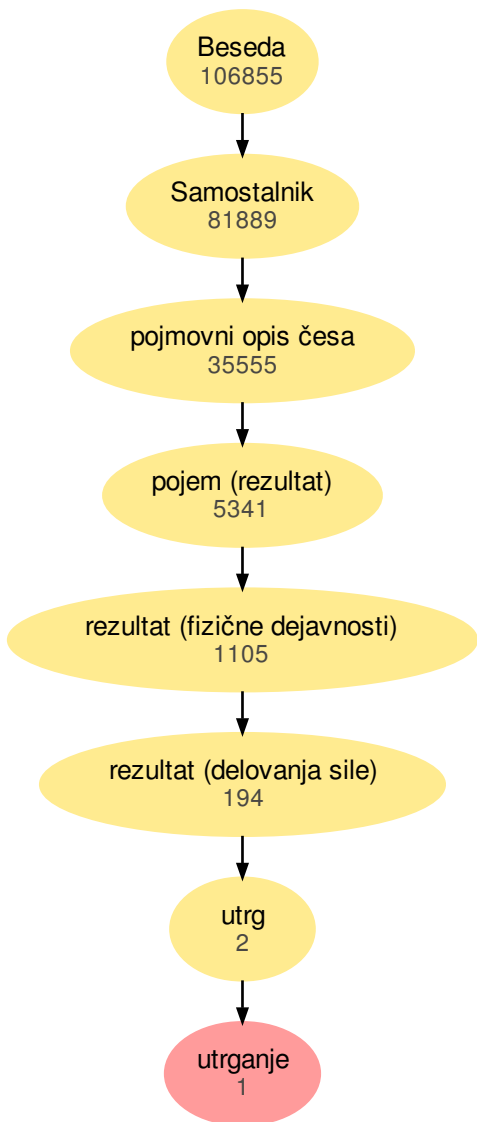 Beseda
106855
Samostalnik
81889
pojmovni opis česa
35555
pojem (rezultat)
5341
rezultat (fizične dejavnosti)
1105
rezultat (delovanja sile)
194
utrg
2
utrganje
1